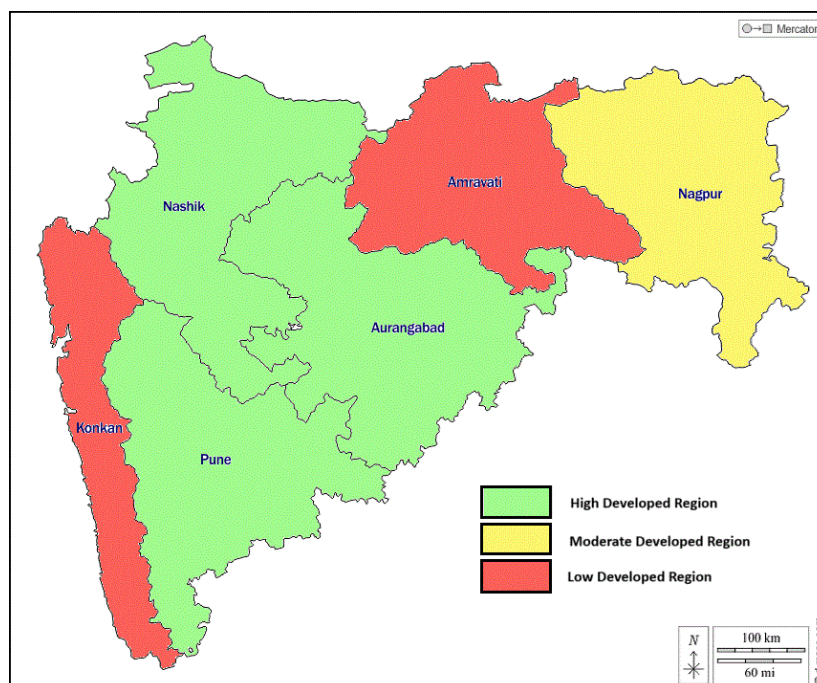 Mercator
Amravati
Nagpur
Nashik
Aurangabad
Konkan
Pune
High Developed Region
Moderate Developed Region
Low Developed Region
N
100 km
60 mi